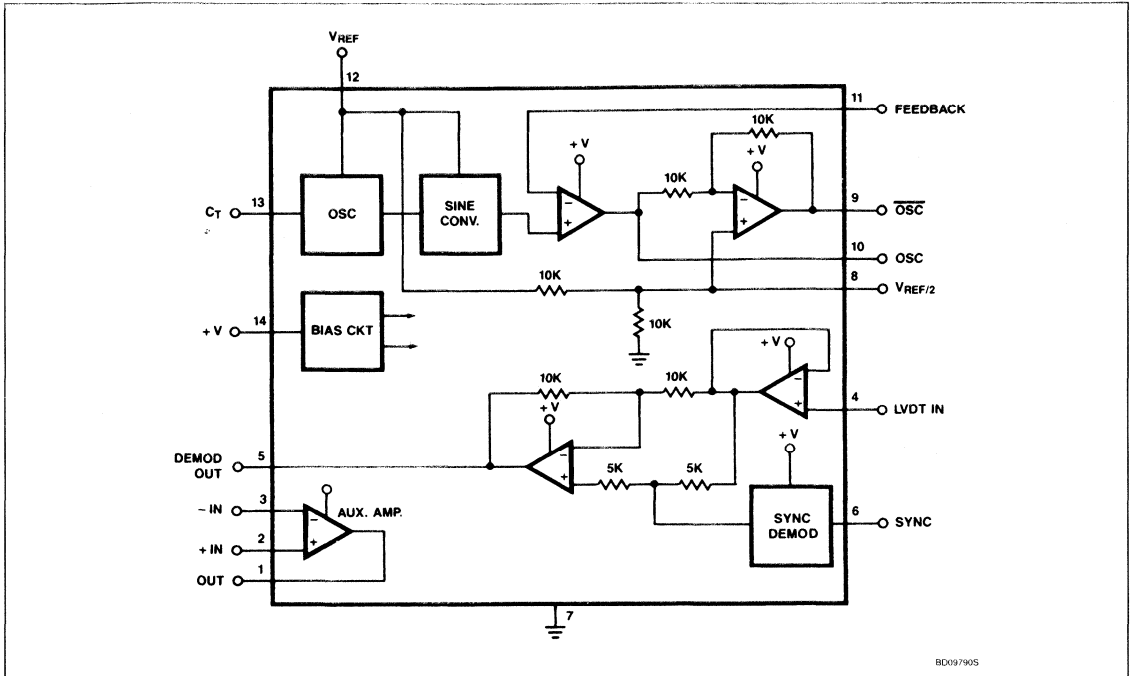 VREF
12
11
FEEDBACK
10K
+ V
+ V
10K
CT
13
OSC
SINE
CONV.
−
+
−
+
9
OSC
10
OSC
10K
8
VREF/2
+ V
14
BIAS CKT
10K
+ V
10K
10K
−
+
4
LVDT IN
+ V
+ V
DEMOD
OUT
5
−
+
5K
5K
− IN
3
AUX. AMP.
−
+
SYNC
DEMOD
6
SYNC
+ IN
2
OUT
1
7
BD09790S